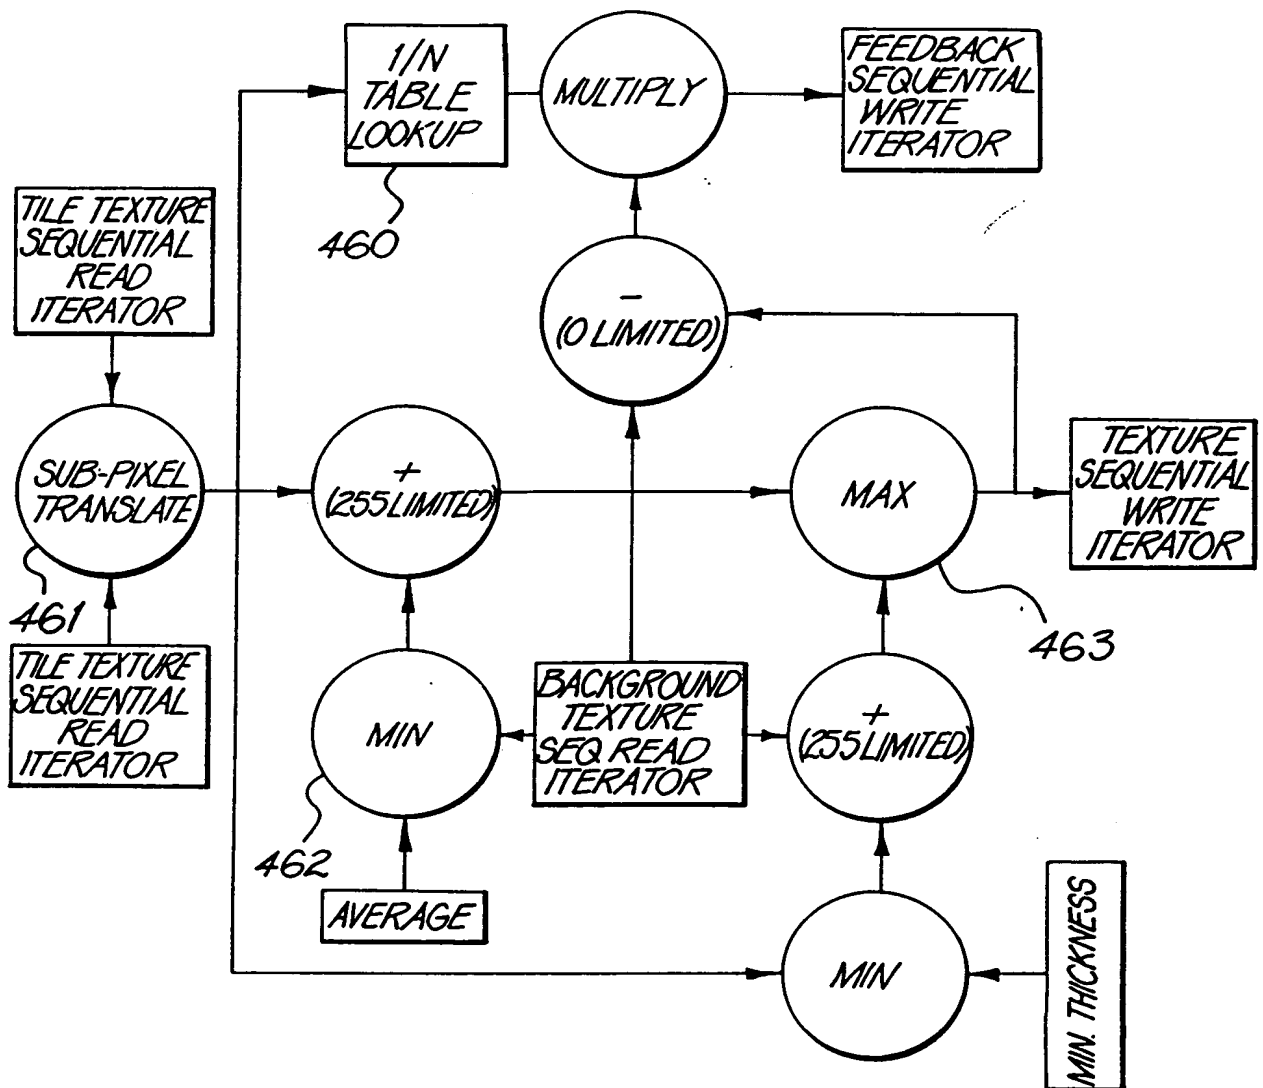 1/N
TABLE
LOOKUP
MULTIPLY
FEEDBACK
SEQUENTIAL
WRITE
ITERATOR
460
TILE TEXTURE
SEQUENTIAL
READ
ITERATOR
-
(0 LIMITED)
SUB-PIXEL
TRANSLATE
+
(255 LIMITED)
MAX
TEXTURE
SEQUENTIAL
WRITE
ITERATOR
461
463
TILE TEXTURE
SEQUENTIAL
READ
ITERATOR
MIN
BACKGROUND
TEXTURE
SEQ READ
ITERATOR
+
(255 LIMITED)
462
AVERAGE
MIN
MIN. THICKNESS